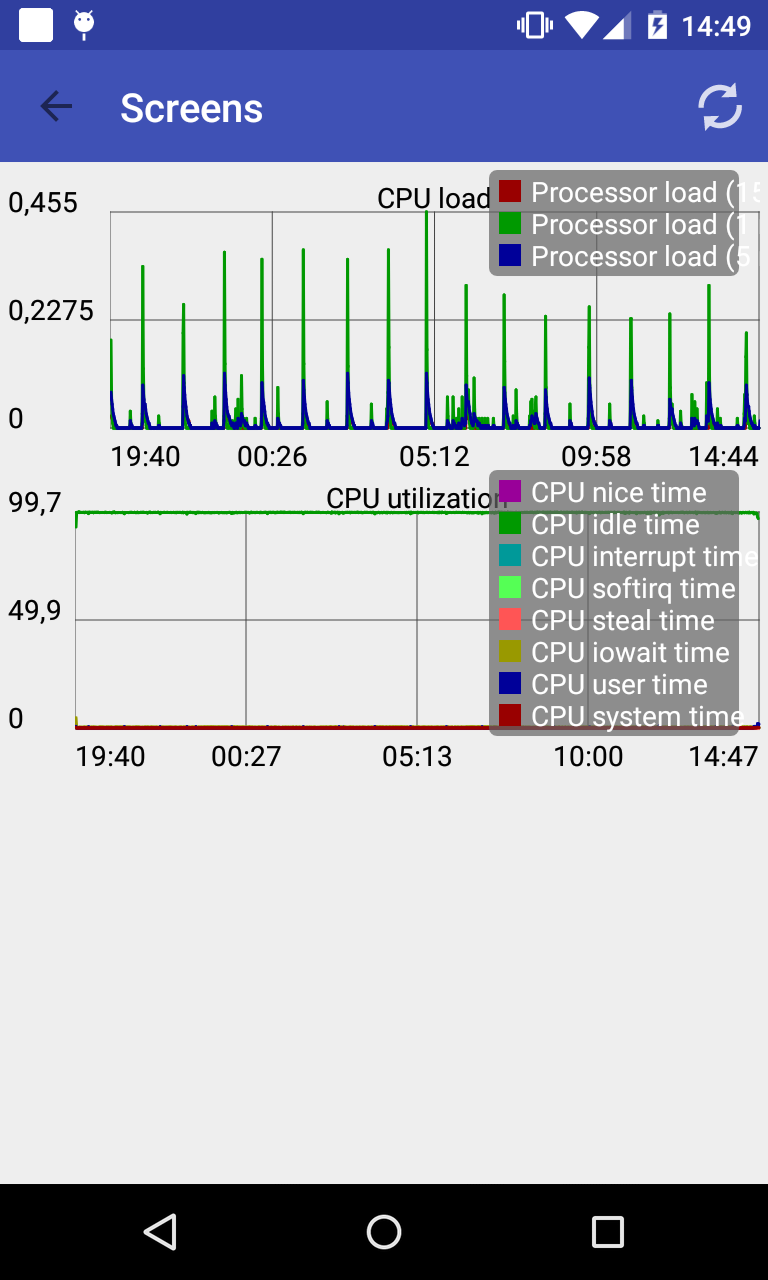 14:49
Screens
CPU load
Processor load (15
Processor load (1
Processor load (5
0,455
0,2275
0
19:40 00:26 05:12 09:58 14:44
CPU utilization
CPU nice time
CPU idle time
CPU interrupt time
CPU softirq time
CPU steal time
CPU iowait time
CPU user time
CPU system time
99,7
49,9
0
19:40 00:27 05:13 10:00 14:47